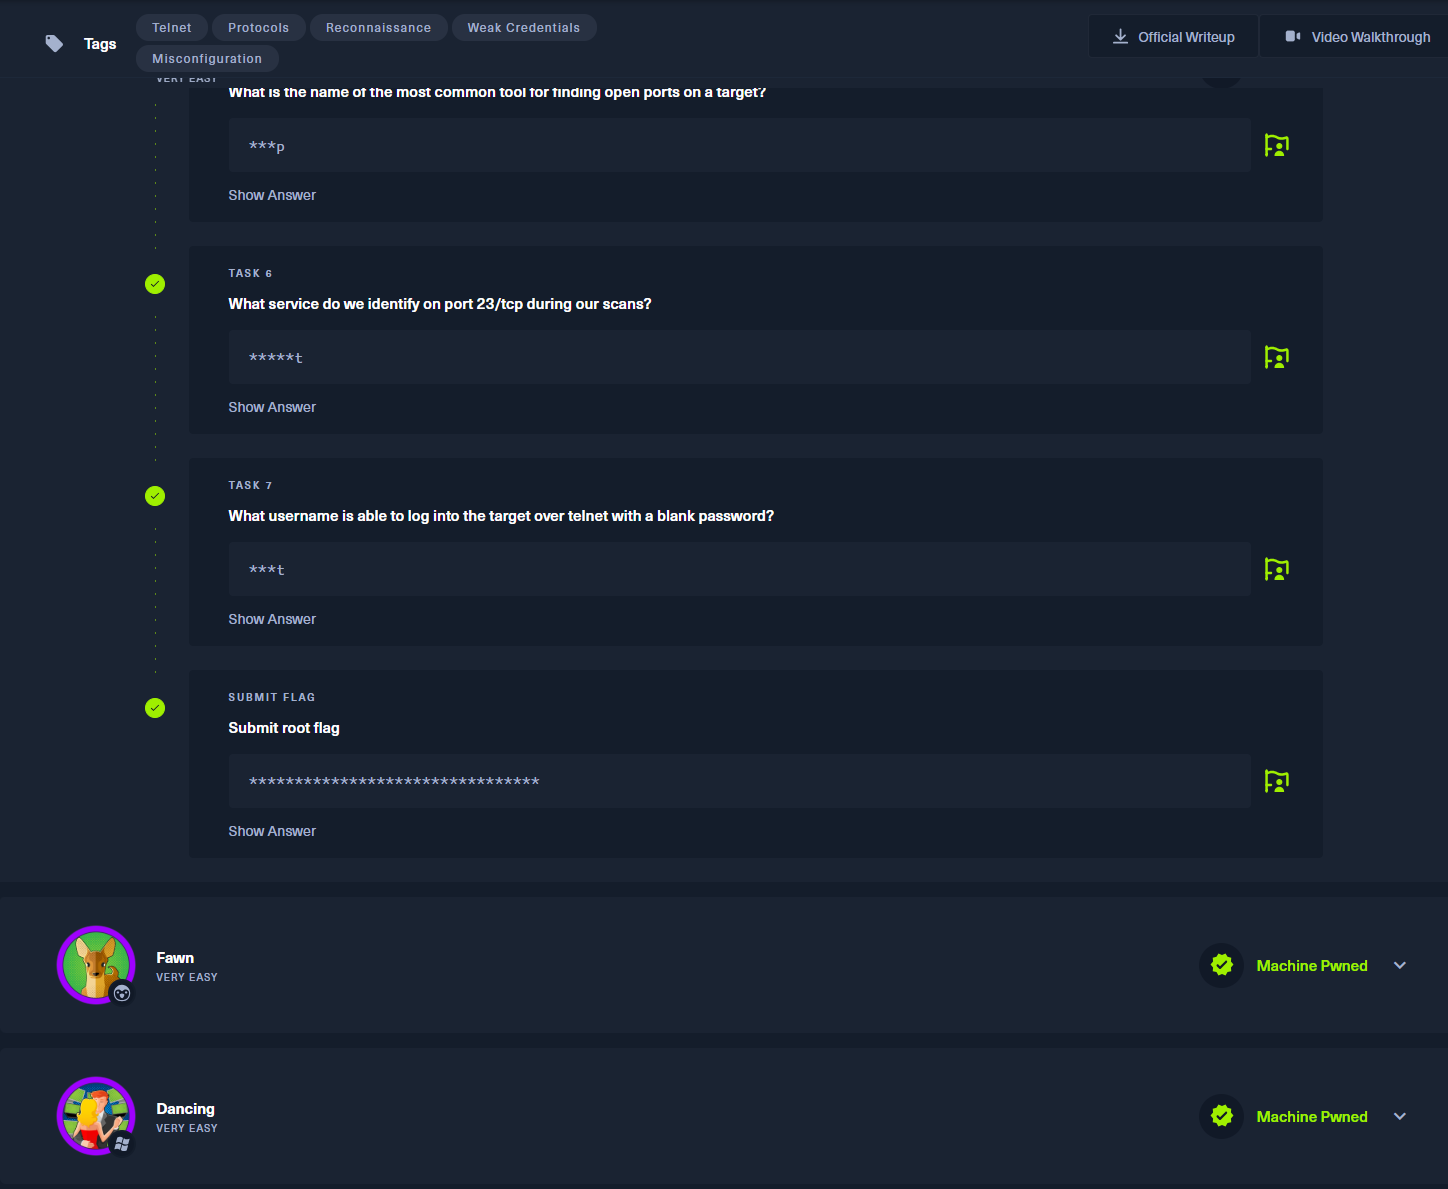 Tags
Telnet
Protocols
Reconnaissance
Weak Credentials
Misconfiguration
Official Writeup
Video Walkthrough
VERY EASY
What is the name of the most common tool for finding open ports on a target?
***p
Show Answer
TASK 6
What service do we identify on port 23/tcp during our scans?
*****t
Show Answer
TASK 7
What username is able to log into the target over telnet with a blank password?
***t
Show Answer
SUBMIT FLAG
Submit root flag
********************************
Show Answer
Fawn
VERY EASY
Machine Pwned
Dancing
VERY EASY
Machine Pwned